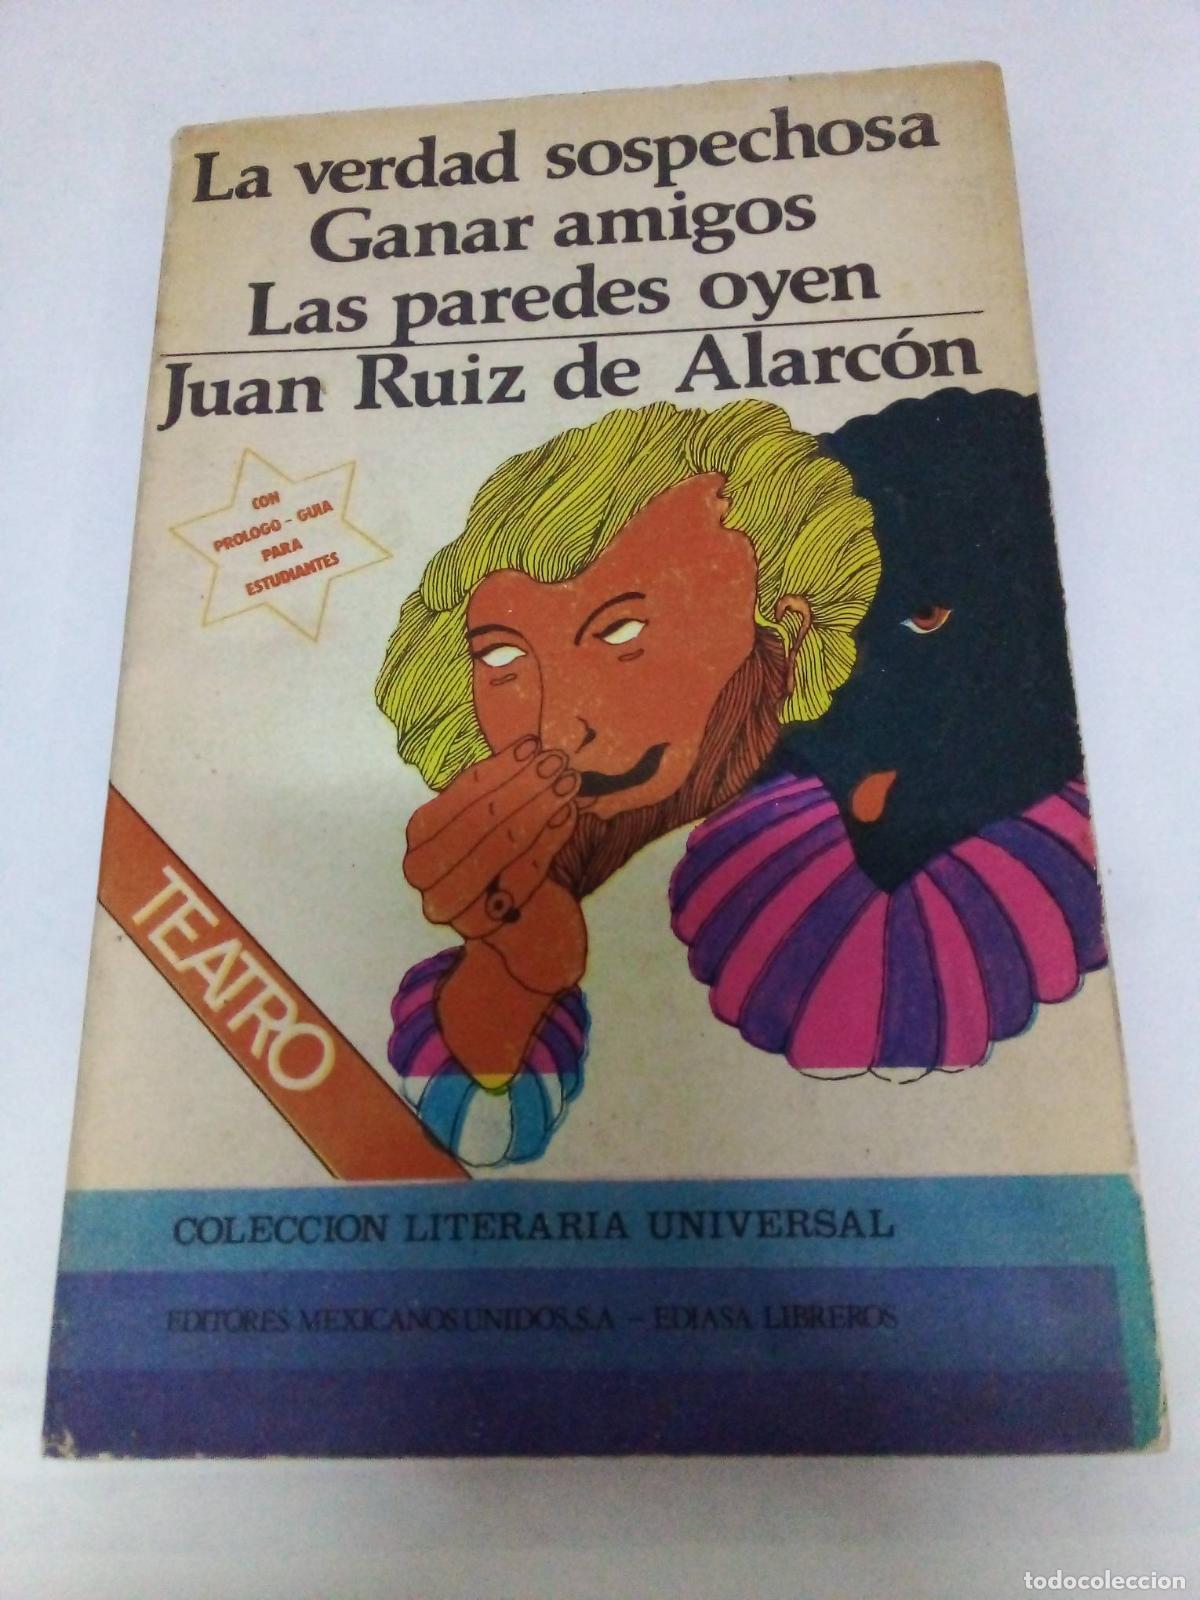 La verdad sospechosa
Ganar amigos
Las paredes oyen
Juan Ruiz de Alarcón
CON
PROLOGO - GUIA
PARA
ESTUDIANTES
TEATRO
COLECCION LITERARIA UNIVERSAL
EDITORES MEXICANOS UNIDOS, S.A - EDIASA LIBREROS
todocoleccion